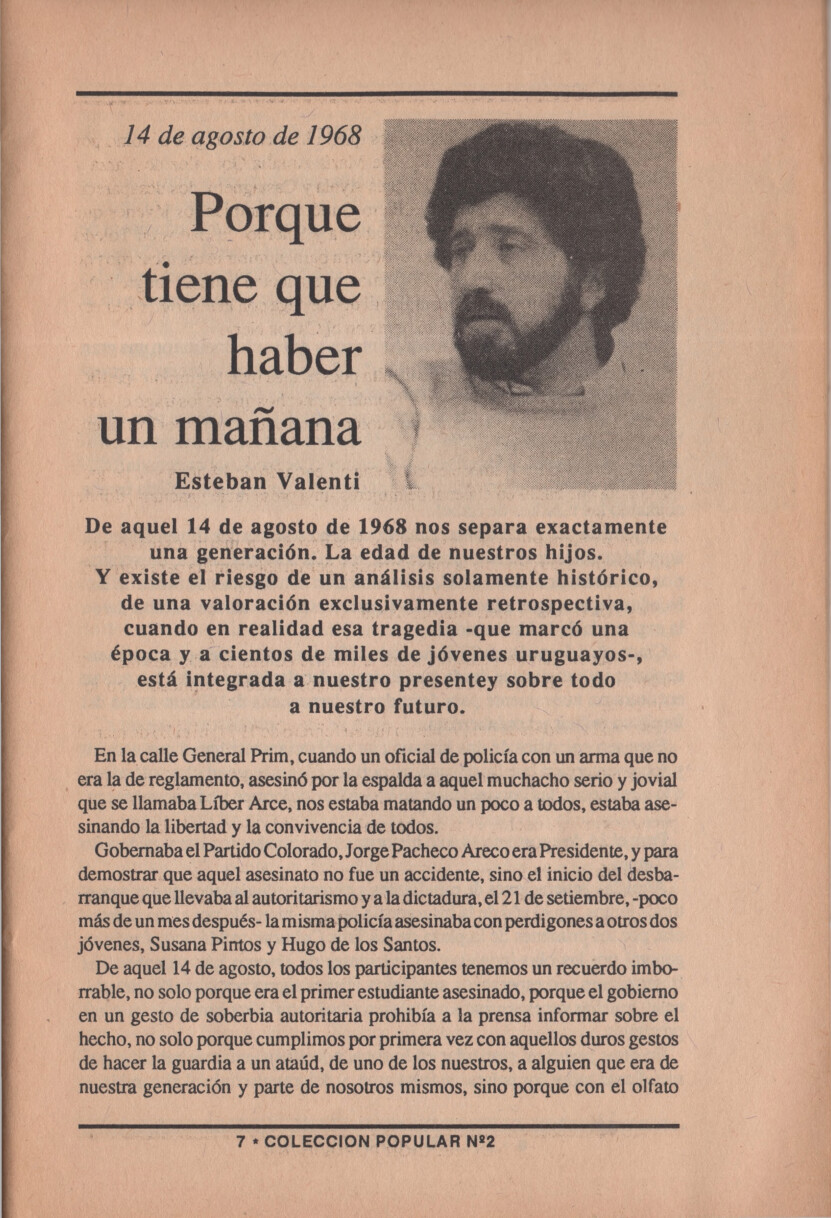 14 de agosto de 1968
Porque
tiene que
haber
un mañana
Esteban Valenti
De aquel 14 de agosto de 1968 nos separa exactamente
una generación. La edad de nuestros hijos.
Y existe el riesgo de un análisis solamente histórico,
de una valoración exclusivamente retrospectiva,
cuando en realidad esa tragedia -que marcó una
época y a cientos de miles de jóvenes uruguayos-,
está integrada a nuestro presentey sobre todo
a nuestro futuro.
En la calle General Prim, cuando un oficial de policía con un arma que no
era la de reglamento, asesinó por la espalda a aquel muchacho serio y jovial
que se llamaba Líber Arce, nos estaba matando un poco a todos, estaba ase-
sinando la libertad y la convivencia de todos.
Gobernaba el Partido Colorado, Jorge Pacheco Areco era Presidente, y para
demostrar que aquel asesinato no fue un accidente, sino el inicio del desba-
rranque que llevaba al autoritarismo y a la dictadura, el 21 de setiembre, -poco
más de un mes después- la misma policía asesinaba con perdigones a otros dos
jóvenes, Susana Pintos y Hugo de los Santos.
De aquel 14 de agosto, todos los participantes tenemos un recuerdo imbo-
rrable, no solo porque era el primer estudiante asesinado, porque el gobierno
en un gesto de soberbia autoritaria prohibía a la prensa informar sobre el
hecho, no solo porque cumplimos por primera vez con aquellos duros gestos
de hacer la guardia a un ataúd, de uno de los nuestros, a alguien que era de
nuestra generación y parte de nosotros mismos, sino porque con el olfato
7 * COLECCION POPULAR Nº2